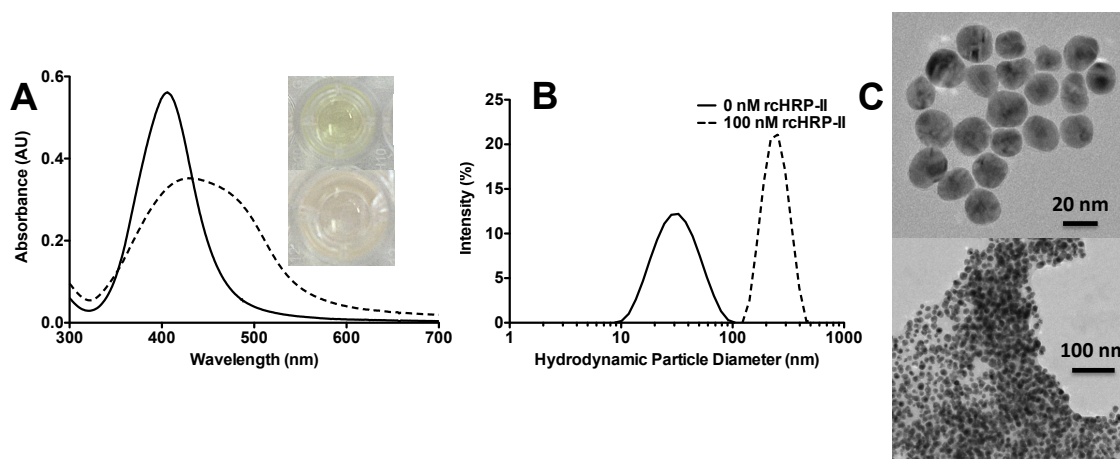 A
0.6
0.4
0.2
0.0
300
400
500
600
700
Absorbance (AU)
Wavelength (nm)
B
25
20
15
10
5
0
1
10
100
1000
Intensity (%)
Hydrodynamic Particle Diameter (nm)
0 nM rcHRP-II
100 nM rcHRP-II
C
20 nm
100 nm